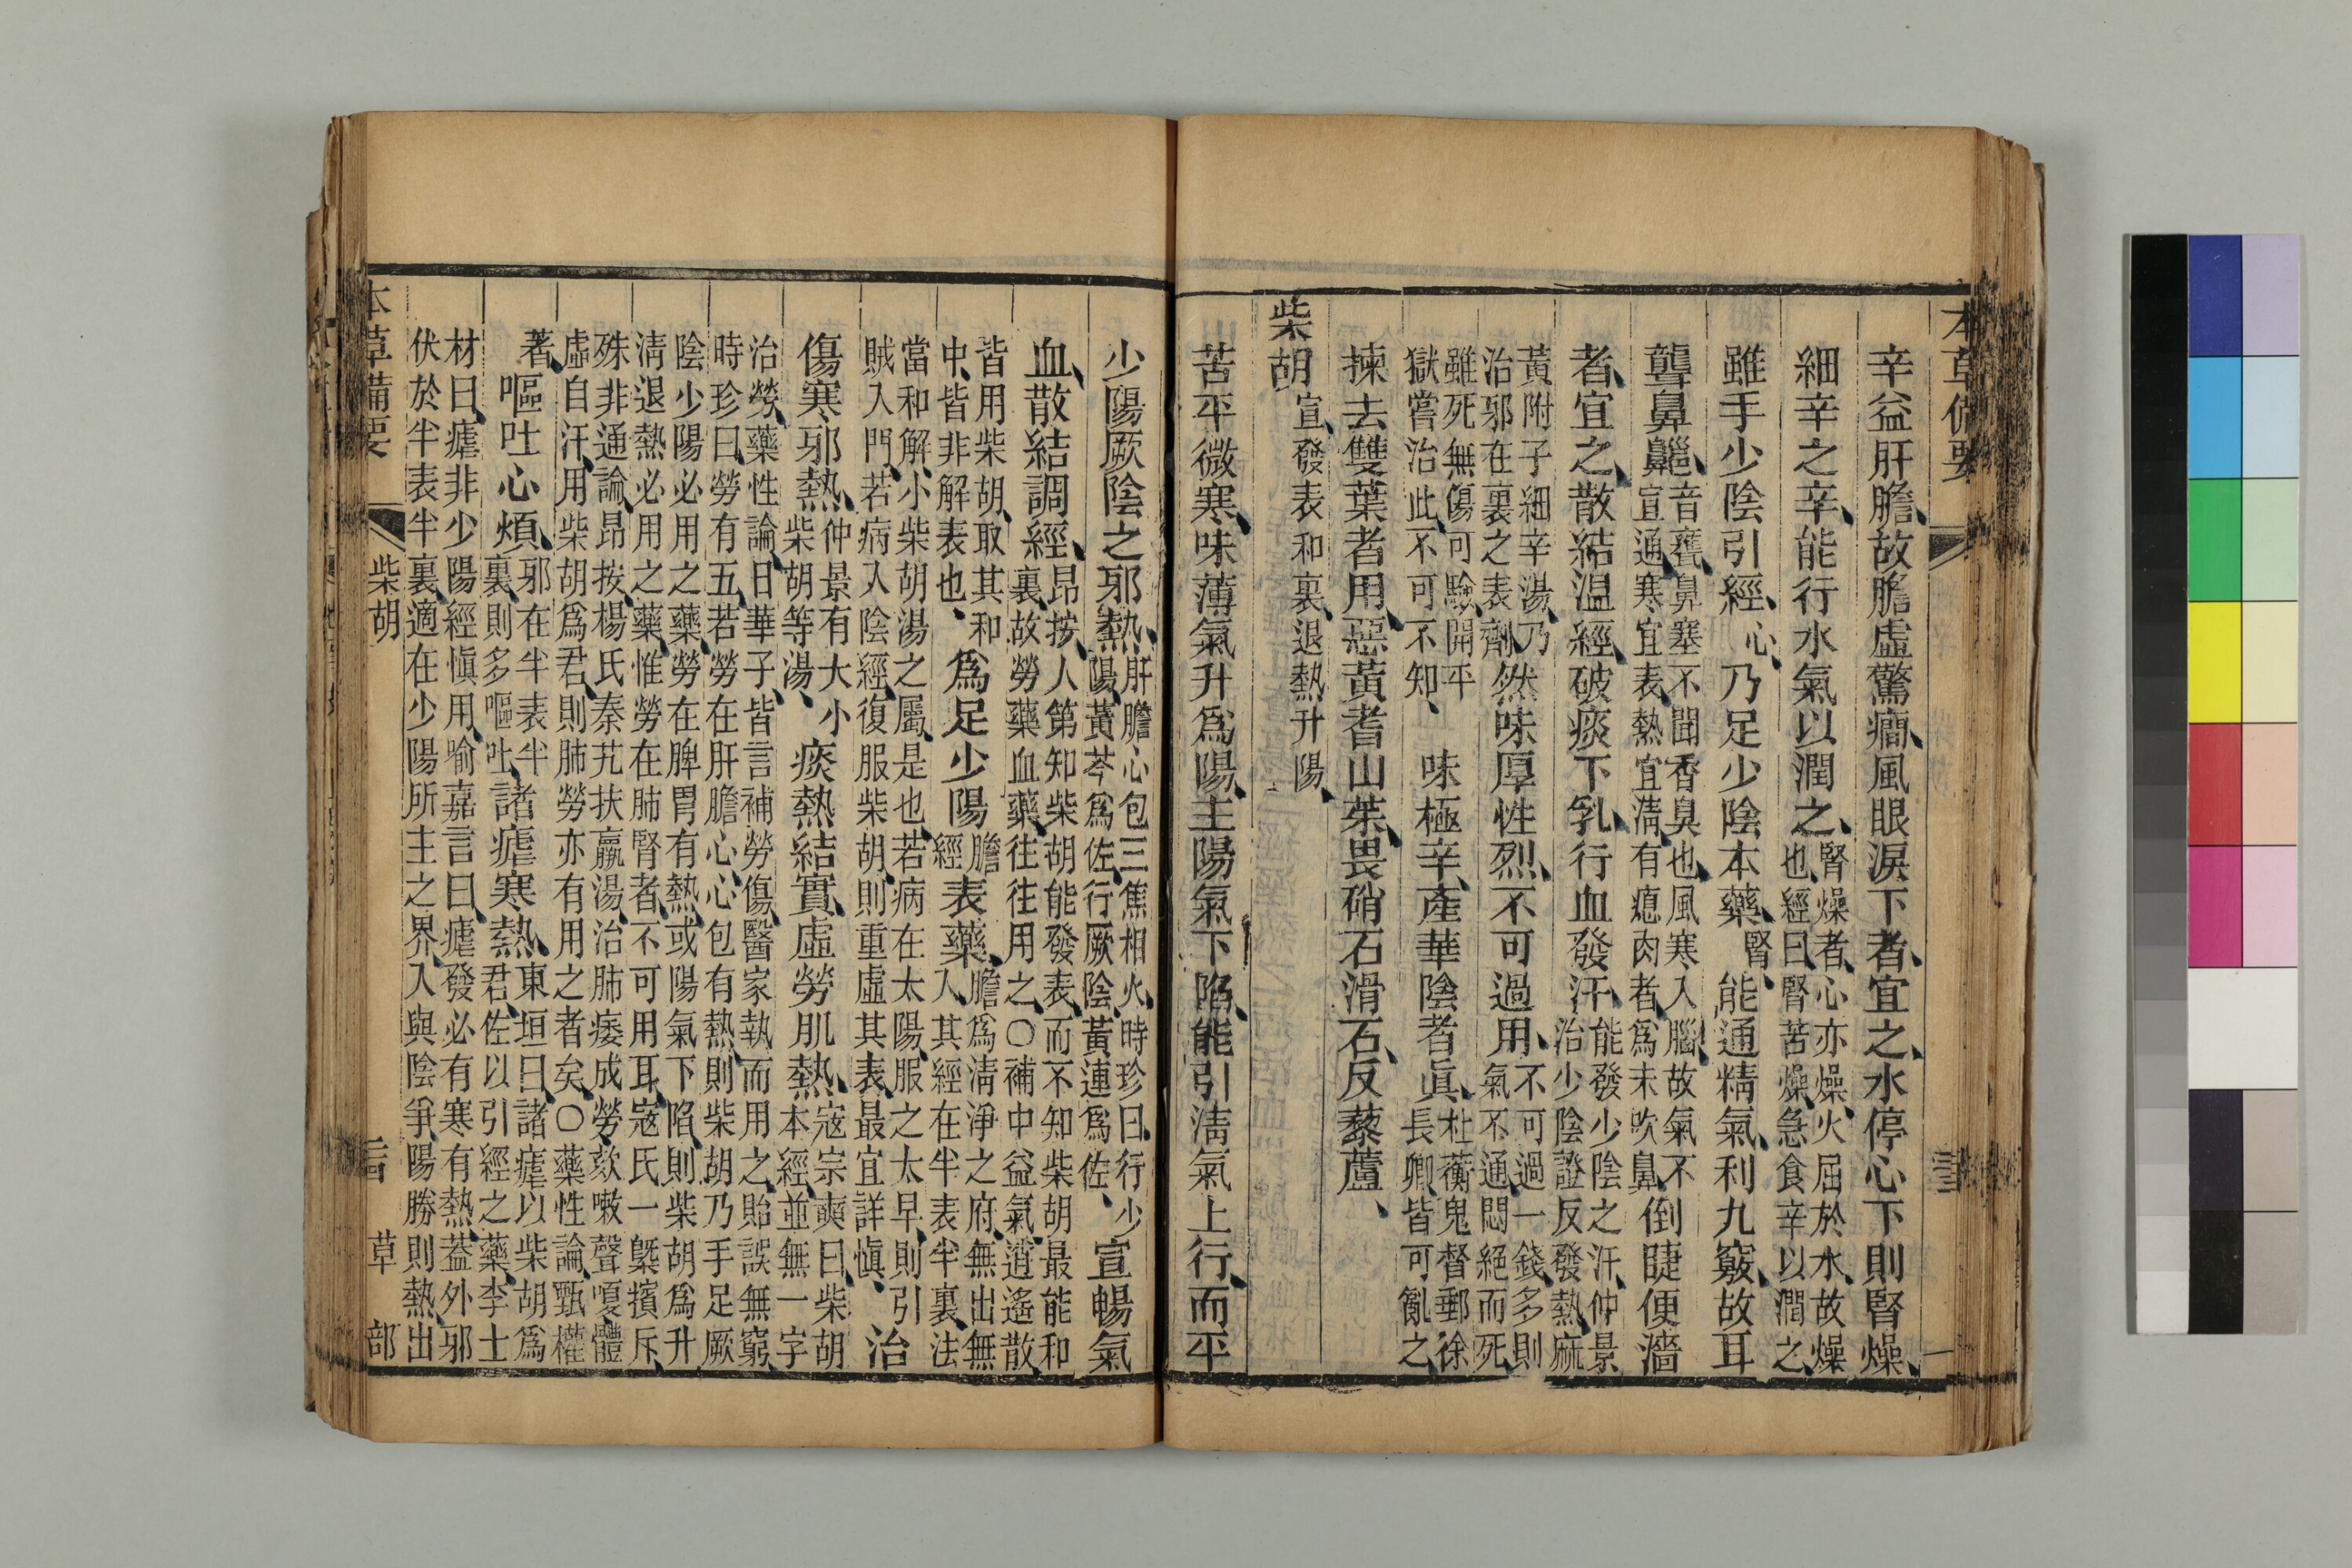 本草備要
辛益肝膽故膽虛驚癎風眼淚下者宜之水停心下則腎燥
細辛之辛能行水氣以潤之腎燥者心亦燥火屈於水故燥也經曰腎苦燥急食辛以潤之
雖手少陰引經心乃足少陰本藥腎能通精氣利九竅故耳
聾鼻齆音甕鼻塞不聞香臭也風寒入腦故氣不宜通寒宜表熱宜淸有瘜肉者爲末吹鼻倒睫便濇
者宜之散結温經破痰下乳行血發汗能發少陰之汗仲景治少陰證反發熱麻
黃附子細辛湯乃治邪在裏之表劑然味厚性烈不可過用不可過一錢多則氣不通悶絕而死
雖死無傷可驗開平獄嘗治此不可不知味極辛產華陰者眞杜蘅鬼督郵徐長卿皆可亂之
揀去雙葉者用惡黃耆山茱畏硝石滑石反藜蘆
柴胡宣發表和裏退熱升陽
苦平微寒味薄氣升爲陽主陽氣下陷能引淸氣上行而平
少陽厥陰之邪熱肝膽心包三焦相火時珍曰行少陽黃芩爲佐行厥陰黃連爲佐宣暢氣
血散結調經昂按人第知柴胡能發表而不知柴胡最能和裏故勞藥血藥往往用之○補中益氣逍遙散
皆用柴胡取其和中皆非解表也爲足少陽膽經表藥膽爲淸淨之府無出無入其經在半表半裏法
當和解小柴胡湯之屬是也若病在太陽服之太早則引賊入門若病入陰經復服柴胡則重虛其表最宜詳愼治
傷寒邪熱仲景有大小柴胡等湯痰熱結實虛勞肌熱寇宗奭曰柴胡本經並無一字
治勞藥性論日華子皆言補勞傷醫家執而用之貽誤無窮
時珍曰勞有五若勞在肝膽心心包有熱則柴胡乃手足厥
陰少陽必用之藥勞在脾胃有熱或陽氣下陷則柴胡爲升
淸退熱必用之藥惟勞在肺腎者不可用耳寇氏一槩擯斥
殊非通論昂按楊氏秦艽扶羸湯治肺痿成勞欬嗽聲嗄體
虛自汗用柴胡爲君則肺勞亦有用之者矣○藥性論甄權
著嘔吐心煩邪在半表半裏則多嘔吐諸瘧寒熱東垣曰諸瘧以柴胡爲君佐以引經之藥李士
材曰瘧非少陽經愼用喻嘉言曰瘧發必有寒有熱蓋外邪
伏於半表半裏適在少陽所主之界入與陰爭陽勝則熱出
本草備要
柴胡
草部